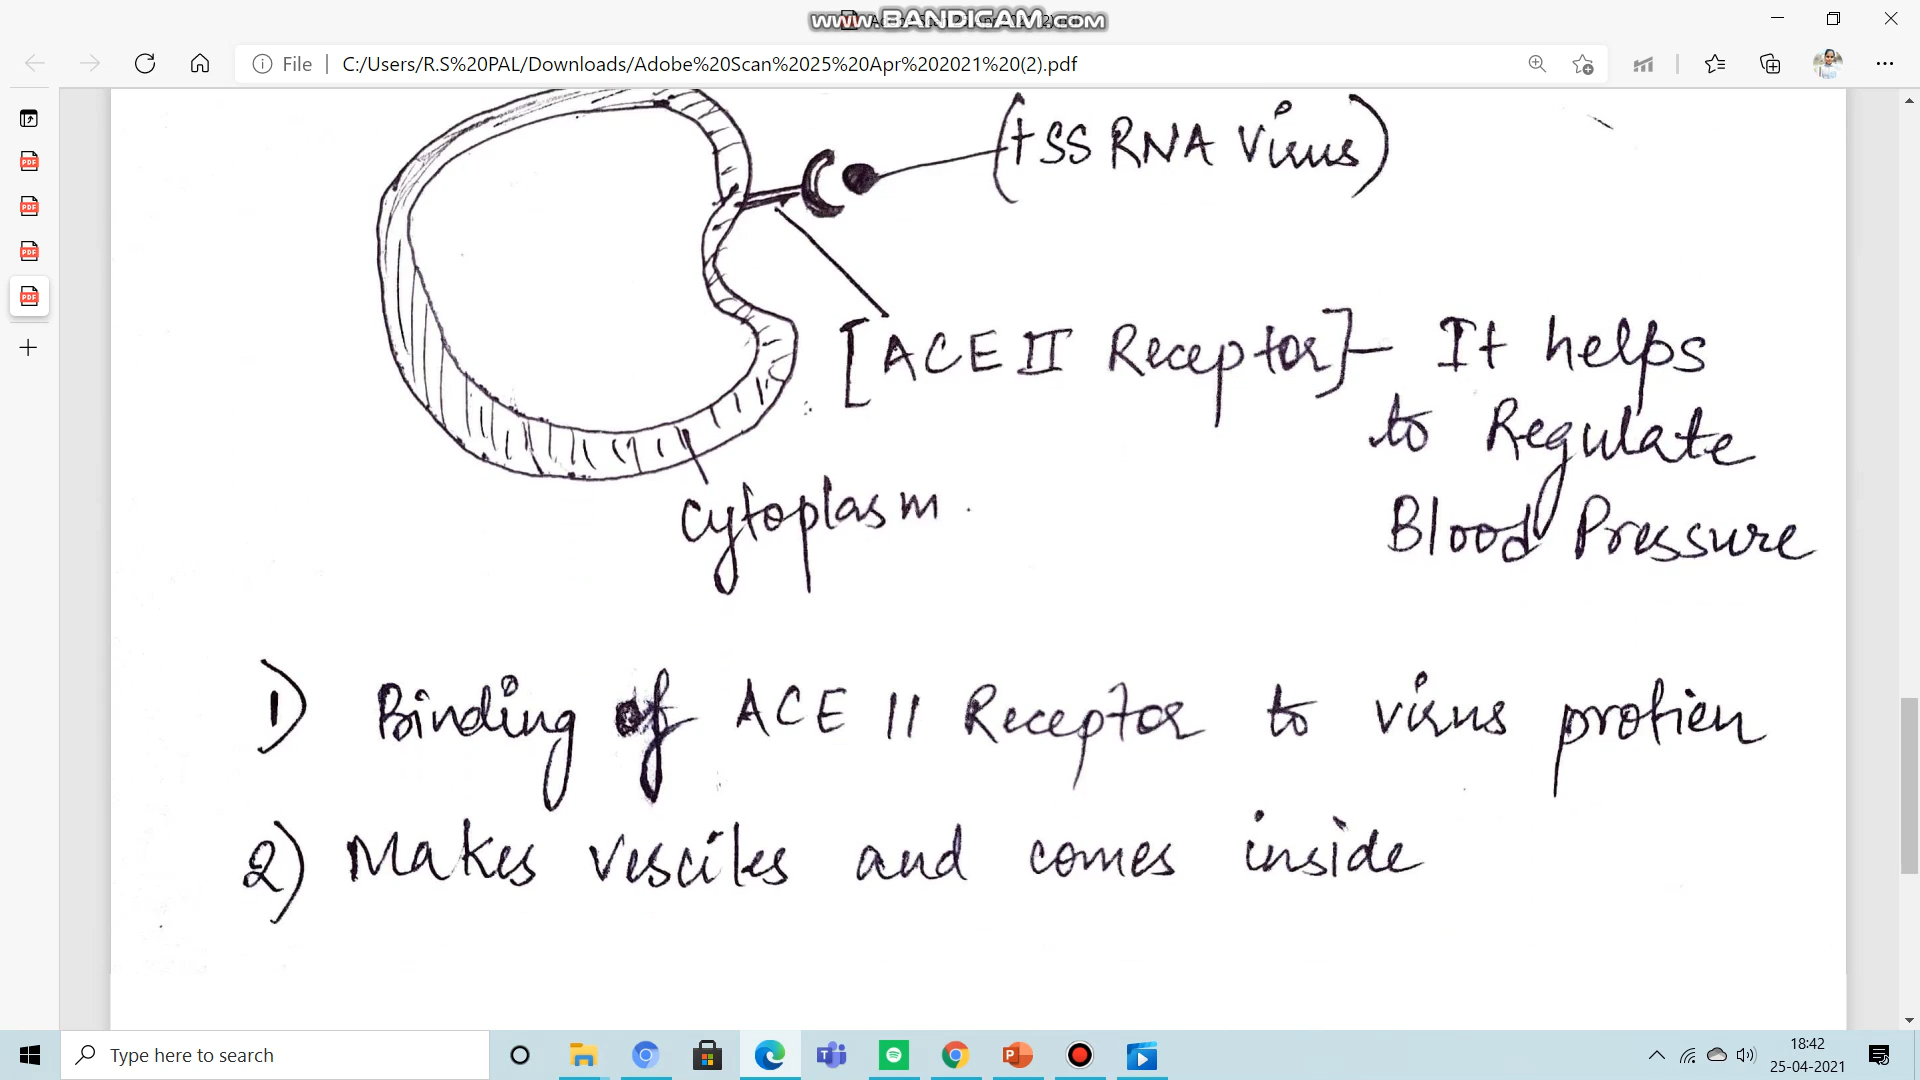 www.BANDICAM.com
File
C:/Users/R.S%20PAL/Downloads/Adobe%20Scan%2025%20Apr%202021%20(2).pdf
(+SS RNA Virus)
[ACE II Receptor] - It helps
to Regulate
Blood Pressure
cytoplasm.
1) Binding of ACE II Receptor to virus protien
2) Makes vesciles and comes inside
Type here to search
18:42
25-04-2021